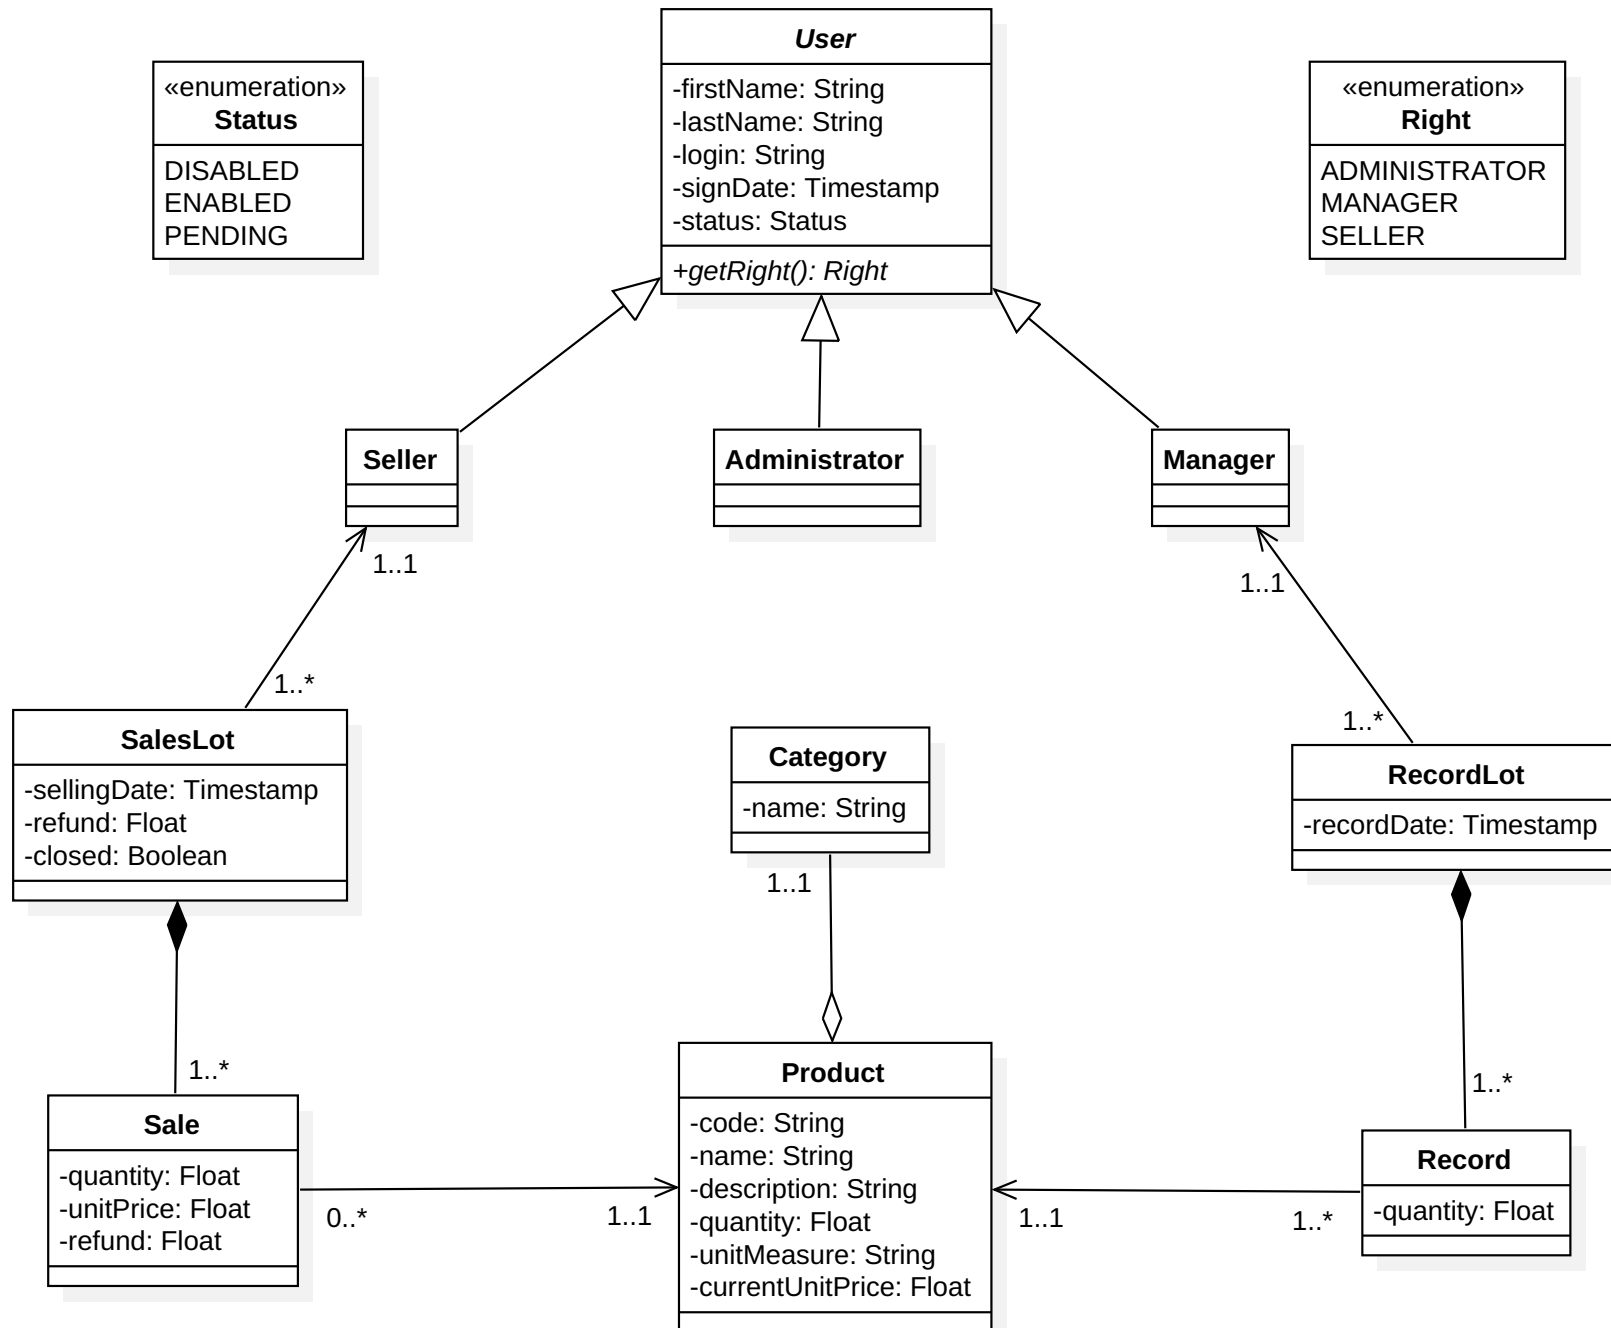 User
-firstName: String
-lastName: String
-login: String
-signDate: Timestamp
-status: Status
+getRight(): Right
«enumeration»
Status
DISABLED
ENABLED
PENDING
«enumeration»
Right
ADMINISTRATOR
MANAGER
SELLER
Seller
Administrator
Manager
1..1
1..1
1..*
1..*
SalesLot
-sellingDate: Timestamp
-refund: Float
-closed: Boolean
Category
-name: String
RecordLot
-recordDate: Timestamp
1..1
1..*
1..*
Sale
-quantity: Float
-unitPrice: Float
-refund: Float
0..*
1..1
Product
-code: String
-name: String
-description: String
-quantity: Float
-unitMeasure: String
-currentUnitPrice: Float
1..1
1..*
Record
-quantity: Float